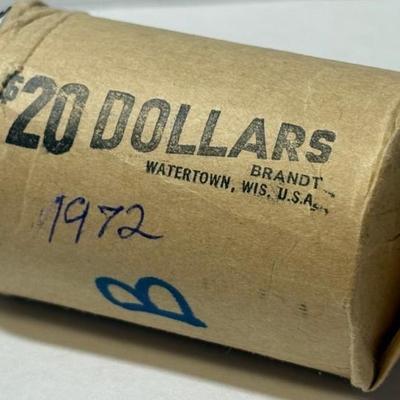 $20 DOLLARS
BRANDT
WATERTOWN, WIS. U.S.A.
1972
B